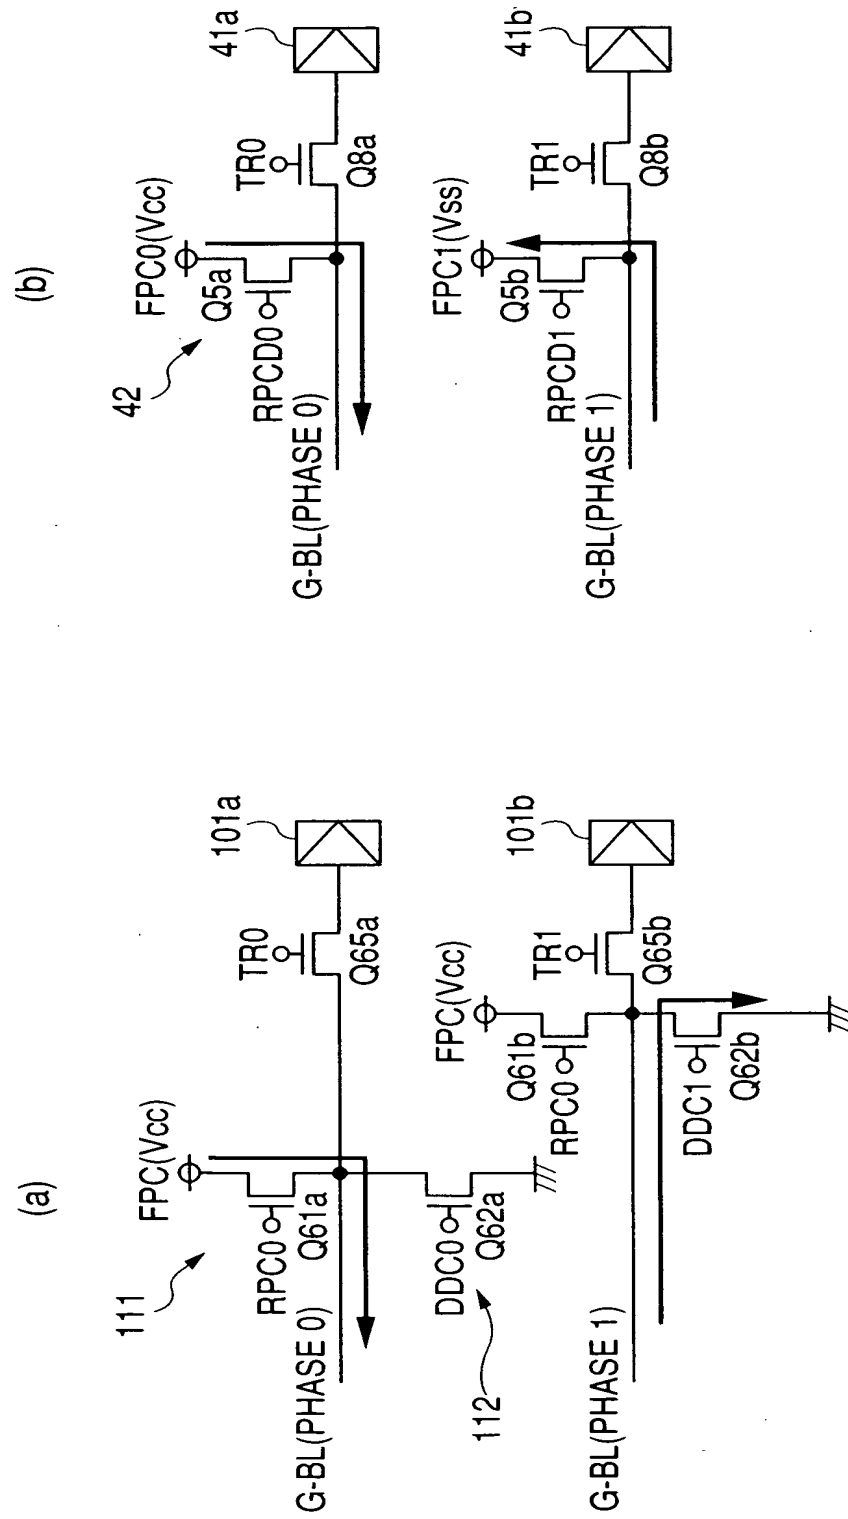 (a)
111
FPC(Vcc)
RPC0
Q61a
TR0
Q65a
101a
G-BL(PHASE 0)
DDC0
Q62a
112
FPC(Vcc)
Q61b
RPC0
TR1
Q65b
101b
G-BL(PHASE 1)
DDC1
Q62b
(b)
42
FPC0(Vcc)
Q5a
RPCD0
TR0
Q8a
41a
G-BL(PHASE 0)
FPC1(Vss)
Q5b
RPCD1
TR1
Q8b
41b
G-BL(PHASE 1)